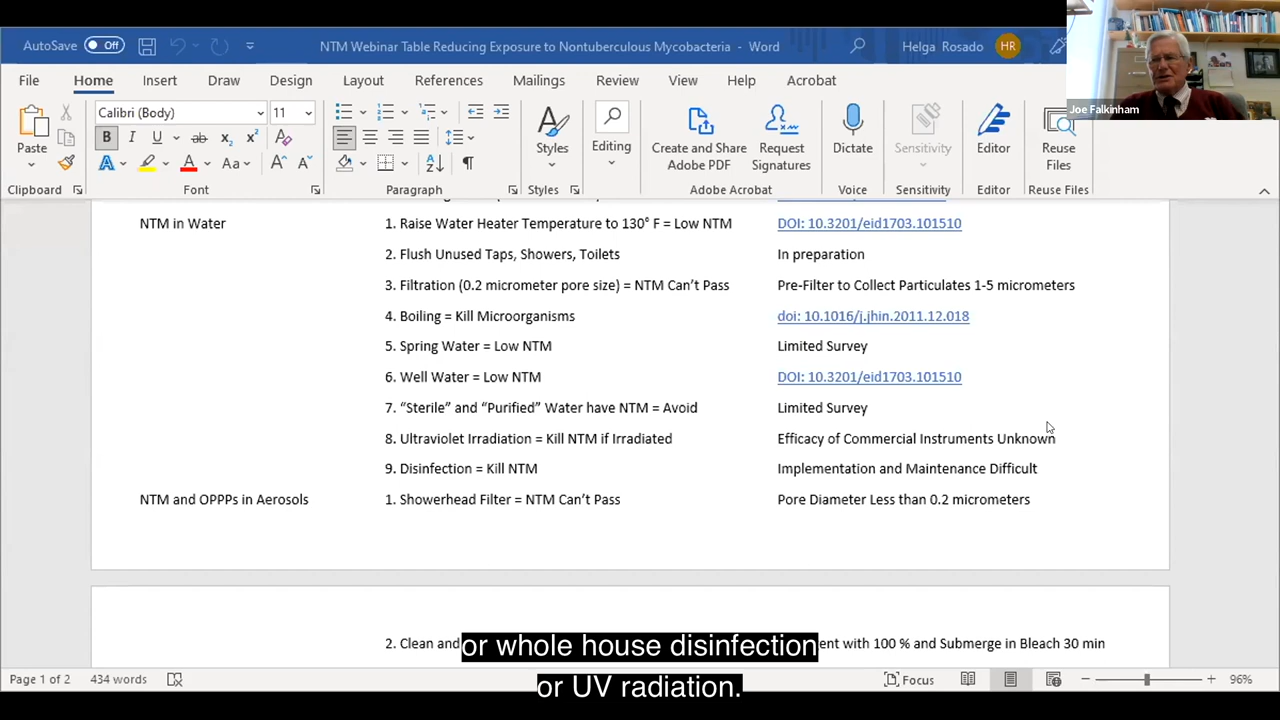 AutoSave Off
NTM Webinar Table Reducing Exposure to Nontuberculous Mycobacteria - Word
Helga Rosado HR
Joe Falkinham
File Home Insert Draw Design Layout References Mailings Review View Help Acrobat
Calibri (Body) 11
Paste
Styles
Editing
Create and Share
Adobe PDF
Request
Signatures
Dictate
Sensitivity
Editor
Reuse
Files
Clipboard Font Paragraph Styles Adobe Acrobat Voice Sensitivity Editor Reuse Files
NTM in Water 1. Raise Water Heater Temperature to 130° F = Low NTM DOI: 10.3201/eid1703.101510
2. Flush Unused Taps, Showers, Toilets In preparation
3. Filtration (0.2 micrometer pore size) = NTM Can’t Pass Pre-Filter to Collect Particulates 1-5 micrometers
4. Boiling = Kill Microorganisms doi: 10.1016/j.jhin.2011.12.018
5. Spring Water = Low NTM Limited Survey
6. Well Water = Low NTM DOI: 10.3201/eid1703.101510
7. “Sterile” and “Purified” Water have NTM = Avoid Limited Survey
8. Ultraviolet Irradiation = Kill NTM if Irradiated Efficacy of Commercial Instruments Unknown
9. Disinfection = Kill NTM Implementation and Maintenance Difficult
NTM and OPPPs in Aerosols 1. Showerhead Filter = NTM Can’t Pass Pore Diameter Less than 0.2 micrometers
2. Clean and ent with 100 % and Submerge in Bleach 30 min
or whole house disinfection
or UV radiation.
Page 1 of 2 434 words Focus 96%